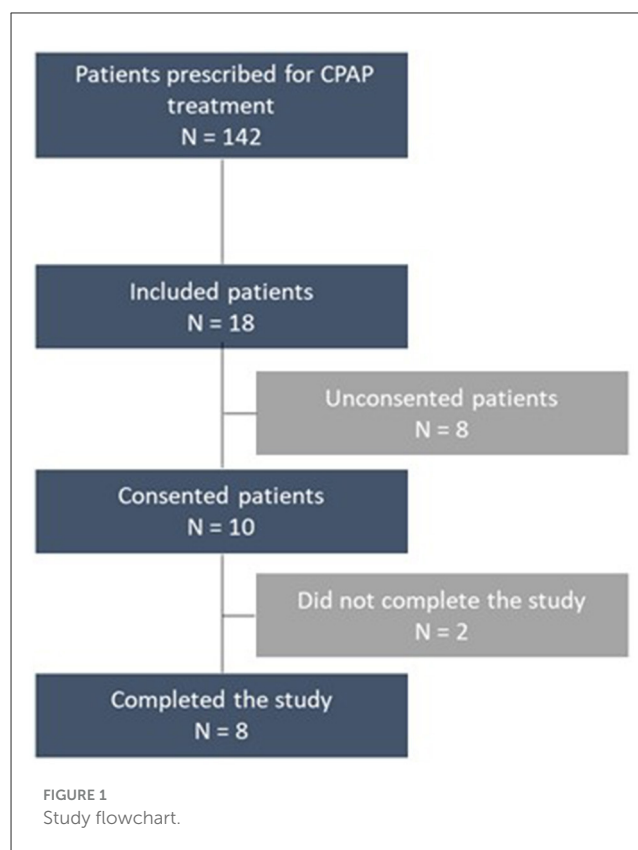 Patients prescribed for CPAP
treatment
N = 142
Included patients
N = 18
Unconsented patients
N = 8
Consented patients
N = 10
Did not complete the study
N = 2
Completed the study
N = 8
FIGURE 1
Study flowchart.